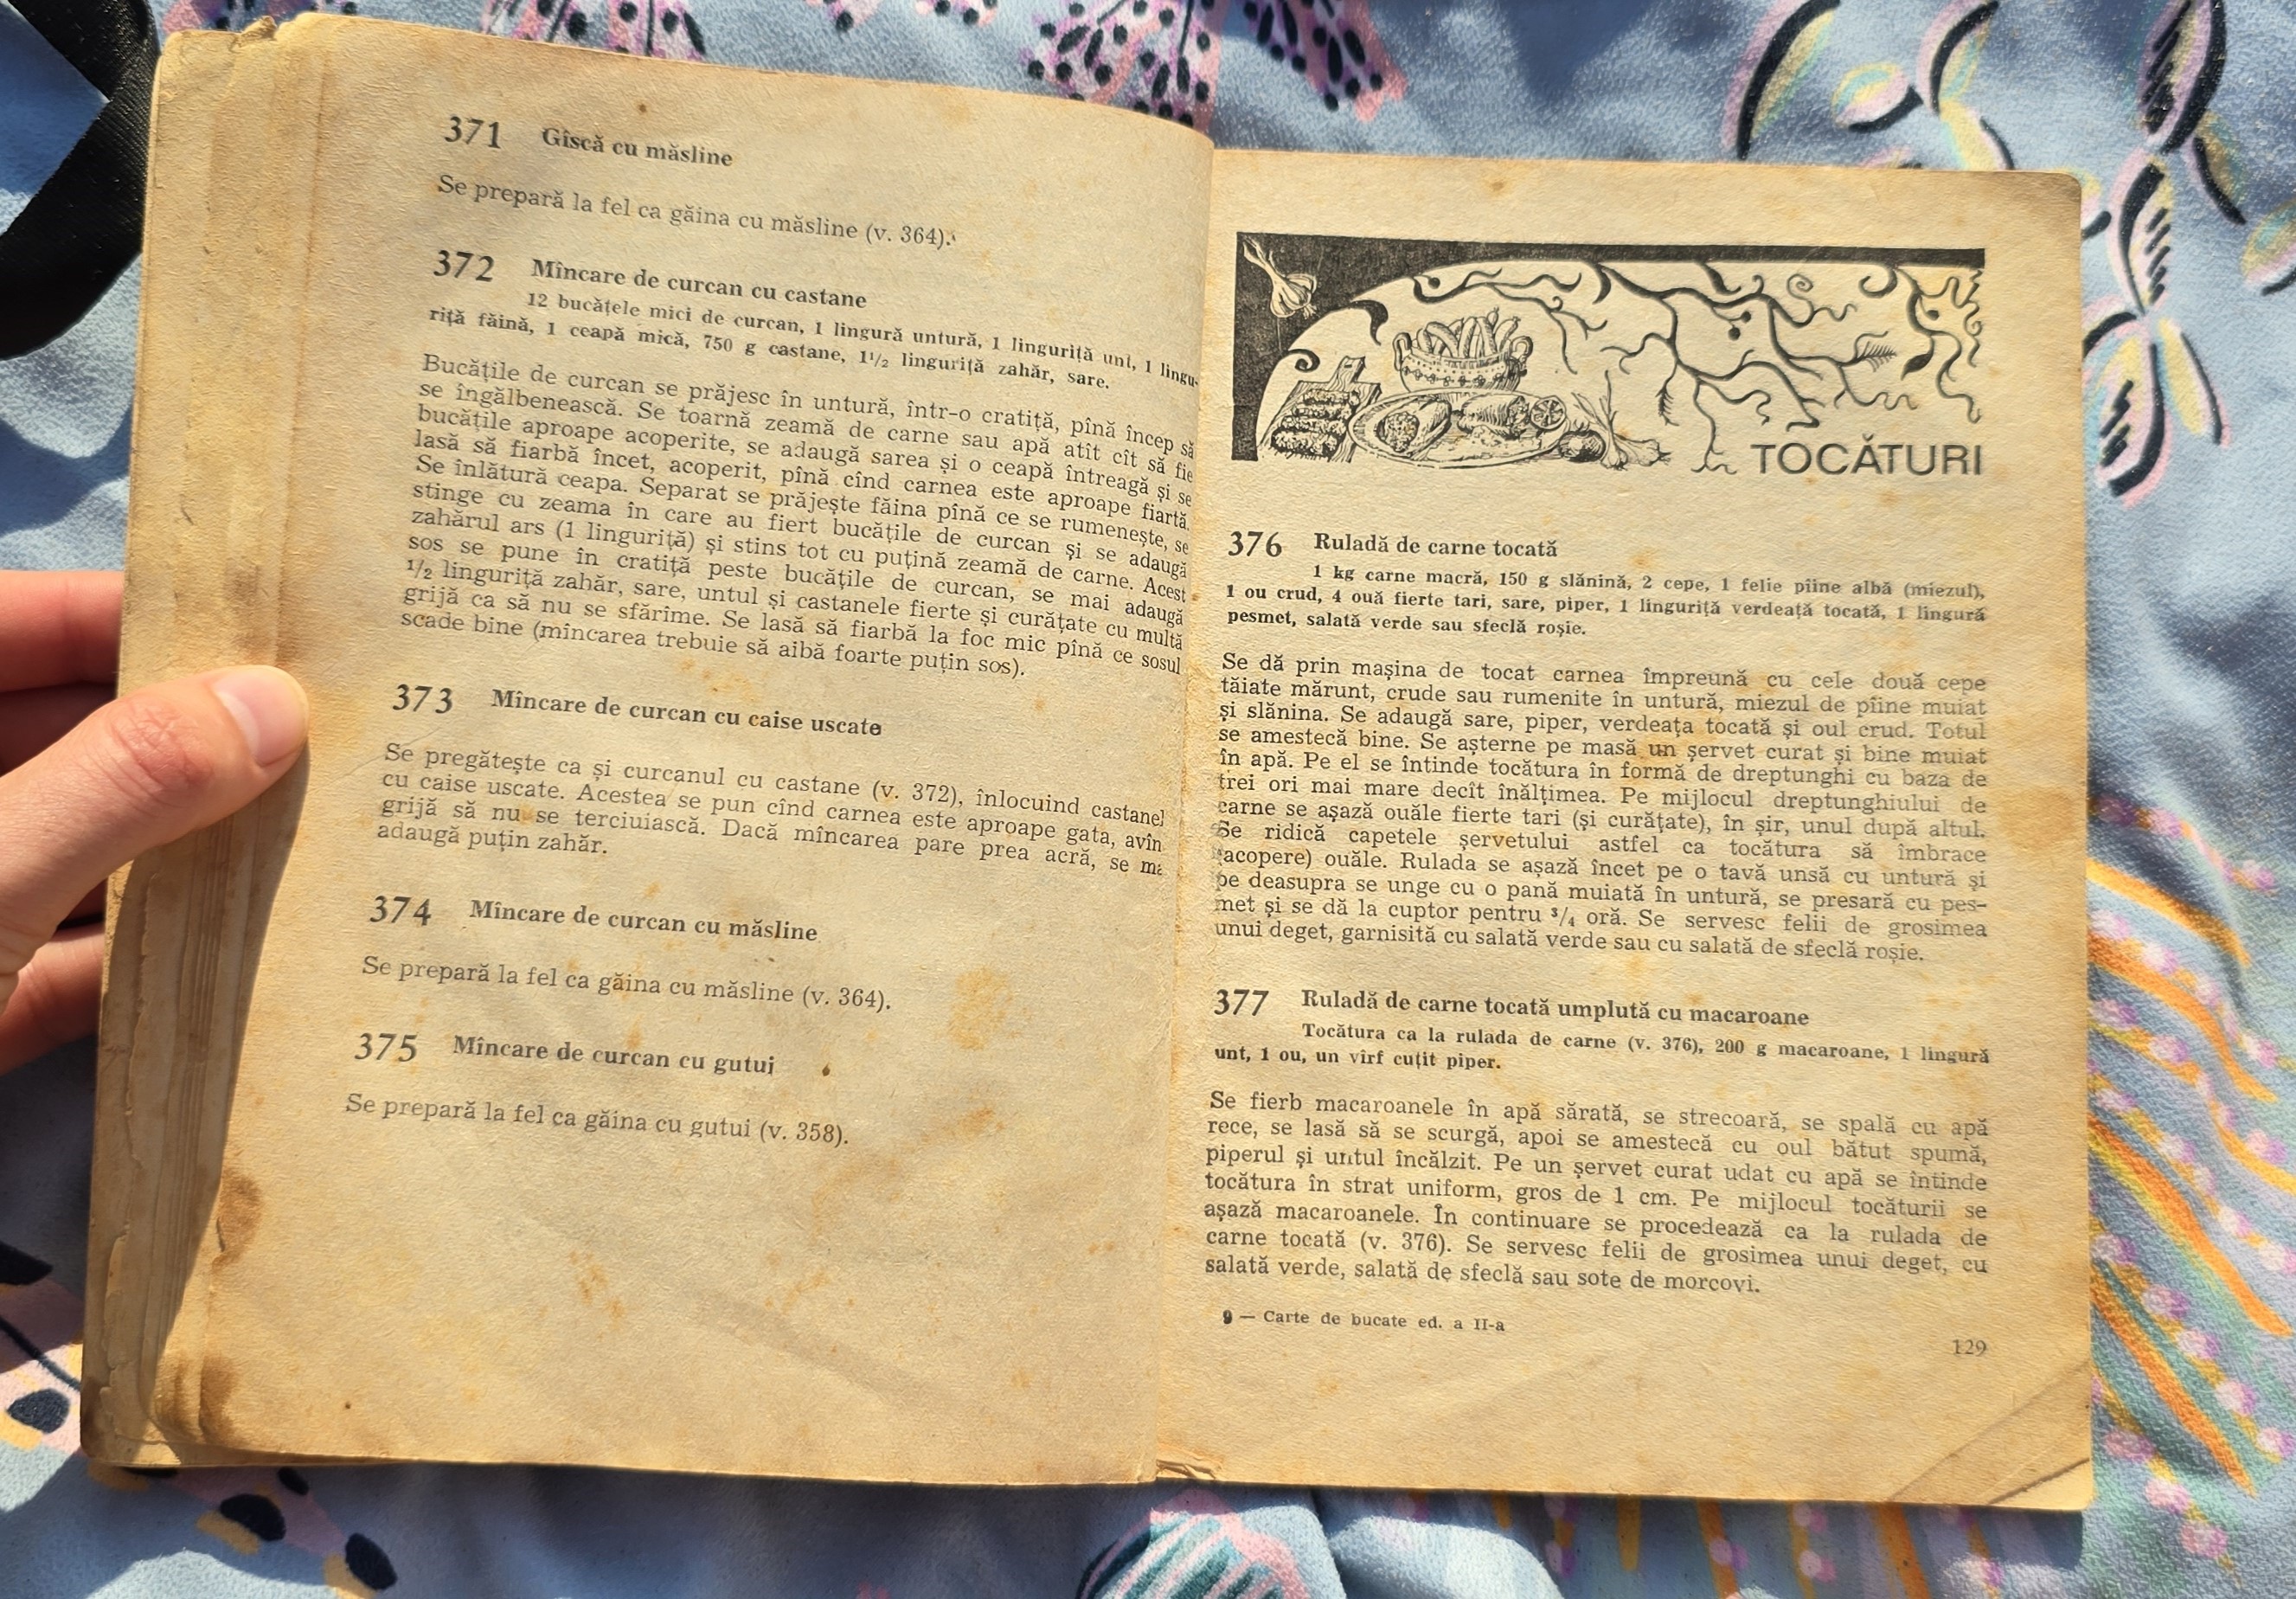 371 Gîscă cu măsline
Se prepară la fel ca găina cu măsline (v. 364).
372 Mîncare de curcan cu castane
12 bucățele mici de curcan, 1 lingură untură, 1 linguriță unt, 1 lingu-
riță făină, 1 ceapă mică, 750 g castane, 1¹/₂ linguriță zahăr, sare.
Bucățile de curcan se prăjesc în untură, într-o cratiță, pînă încep să
se îngălbenească. Se toarnă zeamă de carne sau apă atît cît să fie
bucățile aproape acoperite, se adaugă sarea și o ceapă întreagă și se
lasă să fiarbă încet, acoperit, pînă cînd carnea este aproape fiartă.
Se înlătură ceapa. Separat se prăjește făina pînă ce se rumenește, se
stinge cu zeama în care au fiert bucățile de curcan și se adaugă
zahărul ars (1 linguriță) și stins tot cu puțină zeamă de carne. Acest
sos se pune în cratiță peste bucățile de curcan, se mai adaugă
¹/₂ linguriță zahăr, sare, untul și castanele fierte și curățate cu multă
grijă ca să nu se sfărîme. Se lasă să fiarbă la foc mic pînă ce sosul
scade bine (mîncarea trebuie să aibă foarte puțin sos).
373 Mîncare de curcan cu caise uscate
Se pregătește ca și curcanul cu castane (v. 372), înlocuind castanel
cu caise uscate. Acestea se pun cînd carnea este aproape gata, avîn
grijă să nu se terciuiască. Dacă mîncarea pare prea acră, se ma
adaugă puțin zahăr.
374 Mîncare de curcan cu măsline
Se prepară la fel ca găina cu măsline (v. 364).
375 Mîncare de curcan cu gutui
Se prepară la fel ca găina cu gutui (v. 358).
TOCĂTURI
376 Ruladă de carne tocată
1 kg carne macră, 150 g slănină, 2 cepe, 1 felie pîine albă (miezul),
1 ou crud, 4 ouă fierte tari, sare, piper, 1 linguriță verdeață tocată, 1 lingură
pesmet, salată verde sau sfeclă roșie.
Se dă prin mașina de tocat carnea împreună cu cele două cepe
tăiate mărunt, crude sau rumenite în untură, miezul de pîine muiat
și slănina. Se adaugă sare, piper, verdeața tocată și oul crud. Totul
se amestecă bine. Se așterne pe masă un șervet curat și bine muiat
în apă. Pe el se întinde tocătura în formă de dreptunghi cu baza de
trei ori mai mare decît înălțimea. Pe mijlocul dreptunghiului de
carne se așază ouăle fierte tari (și curățate), în șir, unul după altul.
Se ridică capetele șervetului astfel ca tocătura să îmbrace
(acopere) ouăle. Rulada se așază încet pe o tavă unsă cu untură și
pe deasupra se unge cu o pană muiată în untură, se presară cu pes-
met și se dă la cuptor pentru ³/₄ oră. Se servesc felii de grosimea
unui deget, garnisită cu salată verde sau cu salată de sfeclă roșie.
377 Ruladă de carne tocată umplută cu macaroane
Tocătura ca la rulada de carne (v. 376), 200 g macaroane, 1 lingură
unt, 1 ou, un vîrf cuțit piper.
Se fierb macaroanele în apă sărată, se strecoară, se spală cu apă
rece, se lasă să se scurgă, apoi se amestecă cu oul bătut spumă,
piperul și untul încălzit. Pe un șervet curat udat cu apă se întinde
tocătura în strat uniform, gros de 1 cm. Pe mijlocul tocăturii se
așază macaroanele. În continuare se procedează ca la rulada de
carne tocată (v. 376). Se servesc felii de grosimea unui deget, cu
salată verde, salată de sfeclă sau sote de morcovi.
9 — Carte de bucate ed. a II-a
129